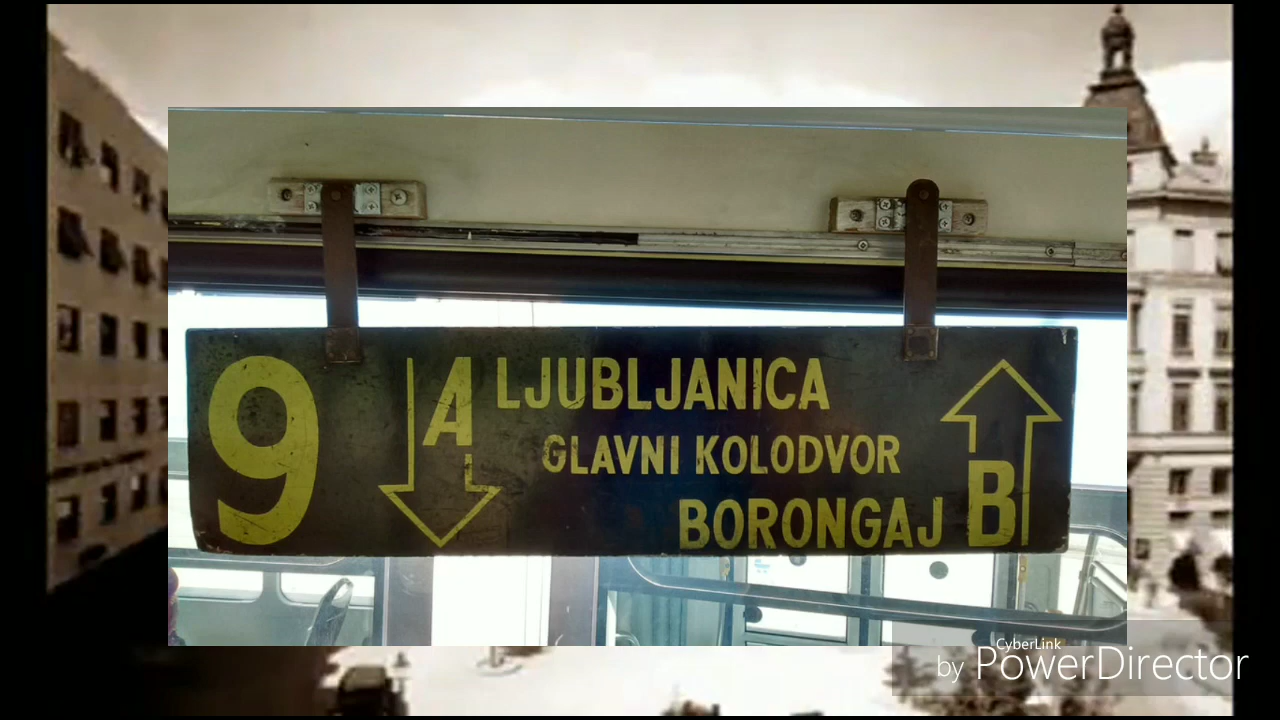 9
A LJUBLJANICA
GLAVNI KOLODVOR
BORONGAJ B
CyberLink
by PowerDirector